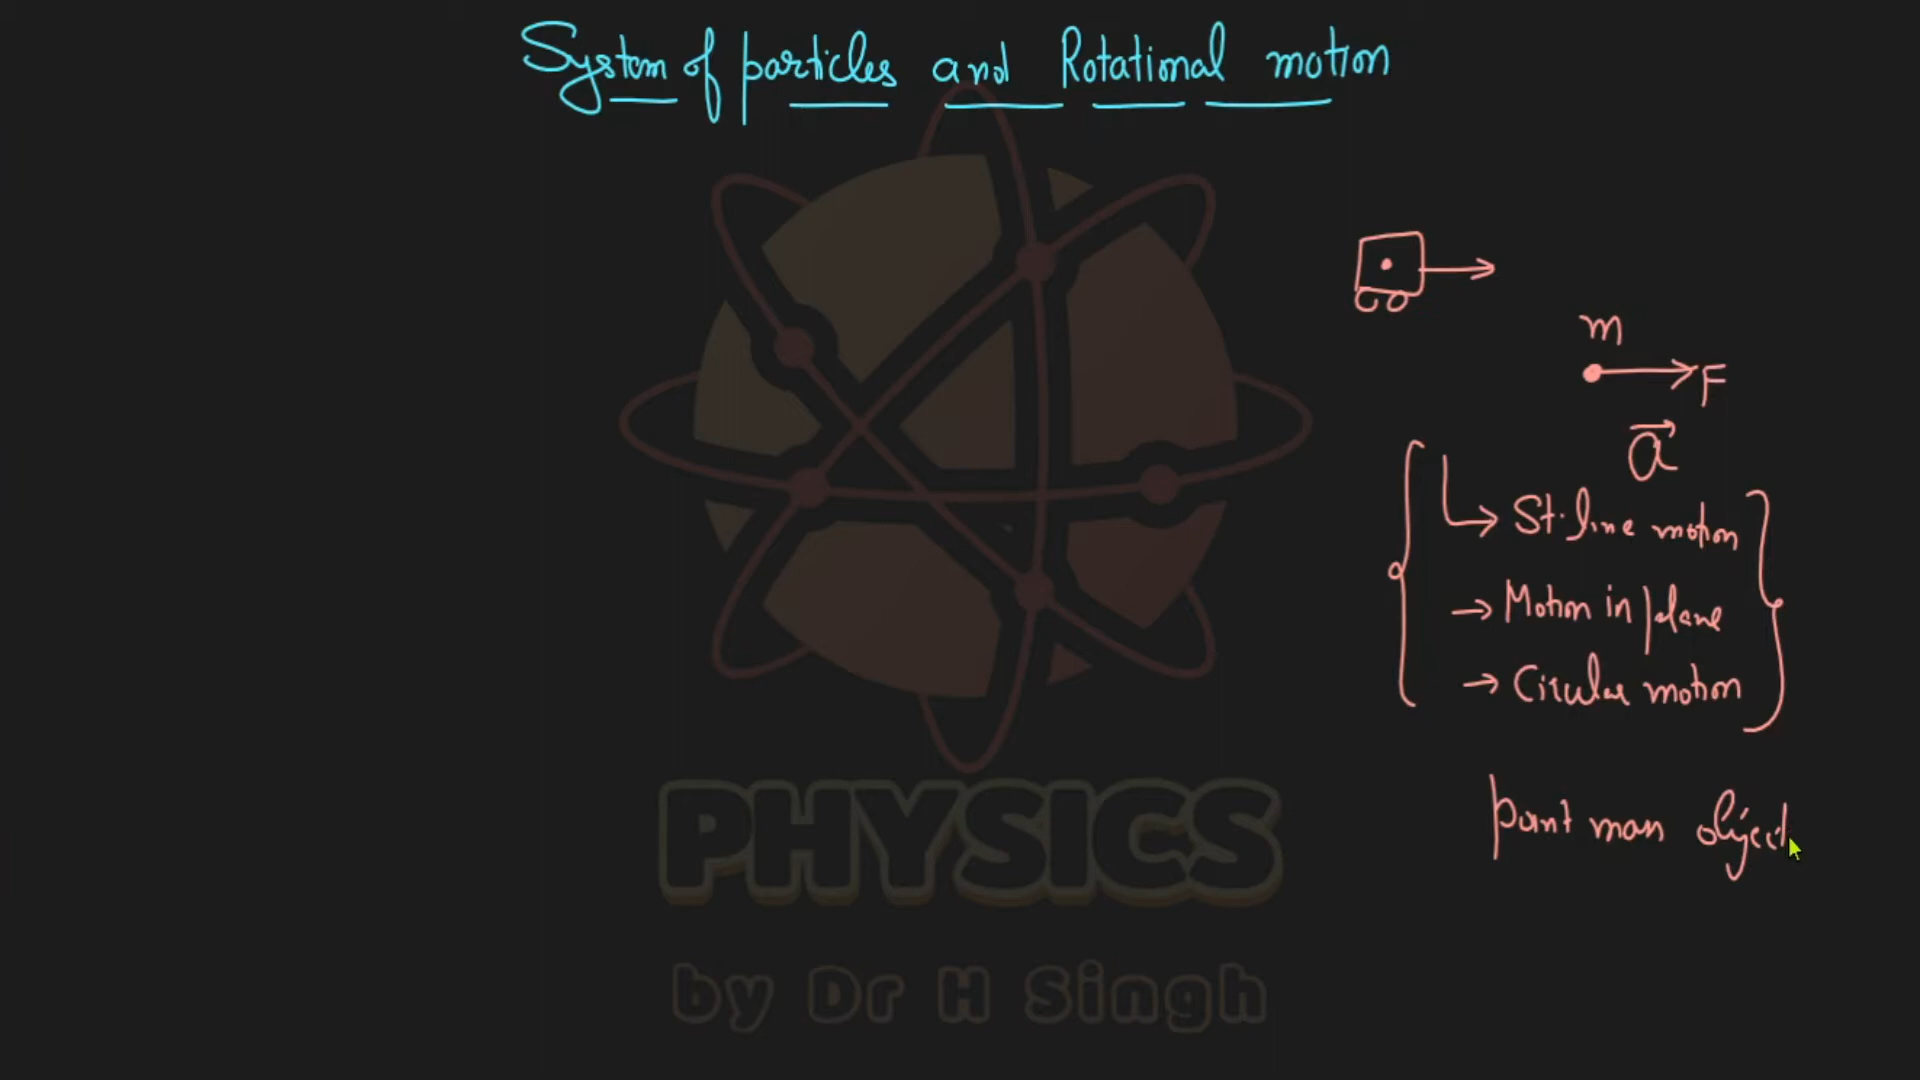 System of particles and Rotational motion
m
F
a
St. line motion
→ Motion in plane
→ Circular motion
point mass object
PHYSICS
by Dr H Singh